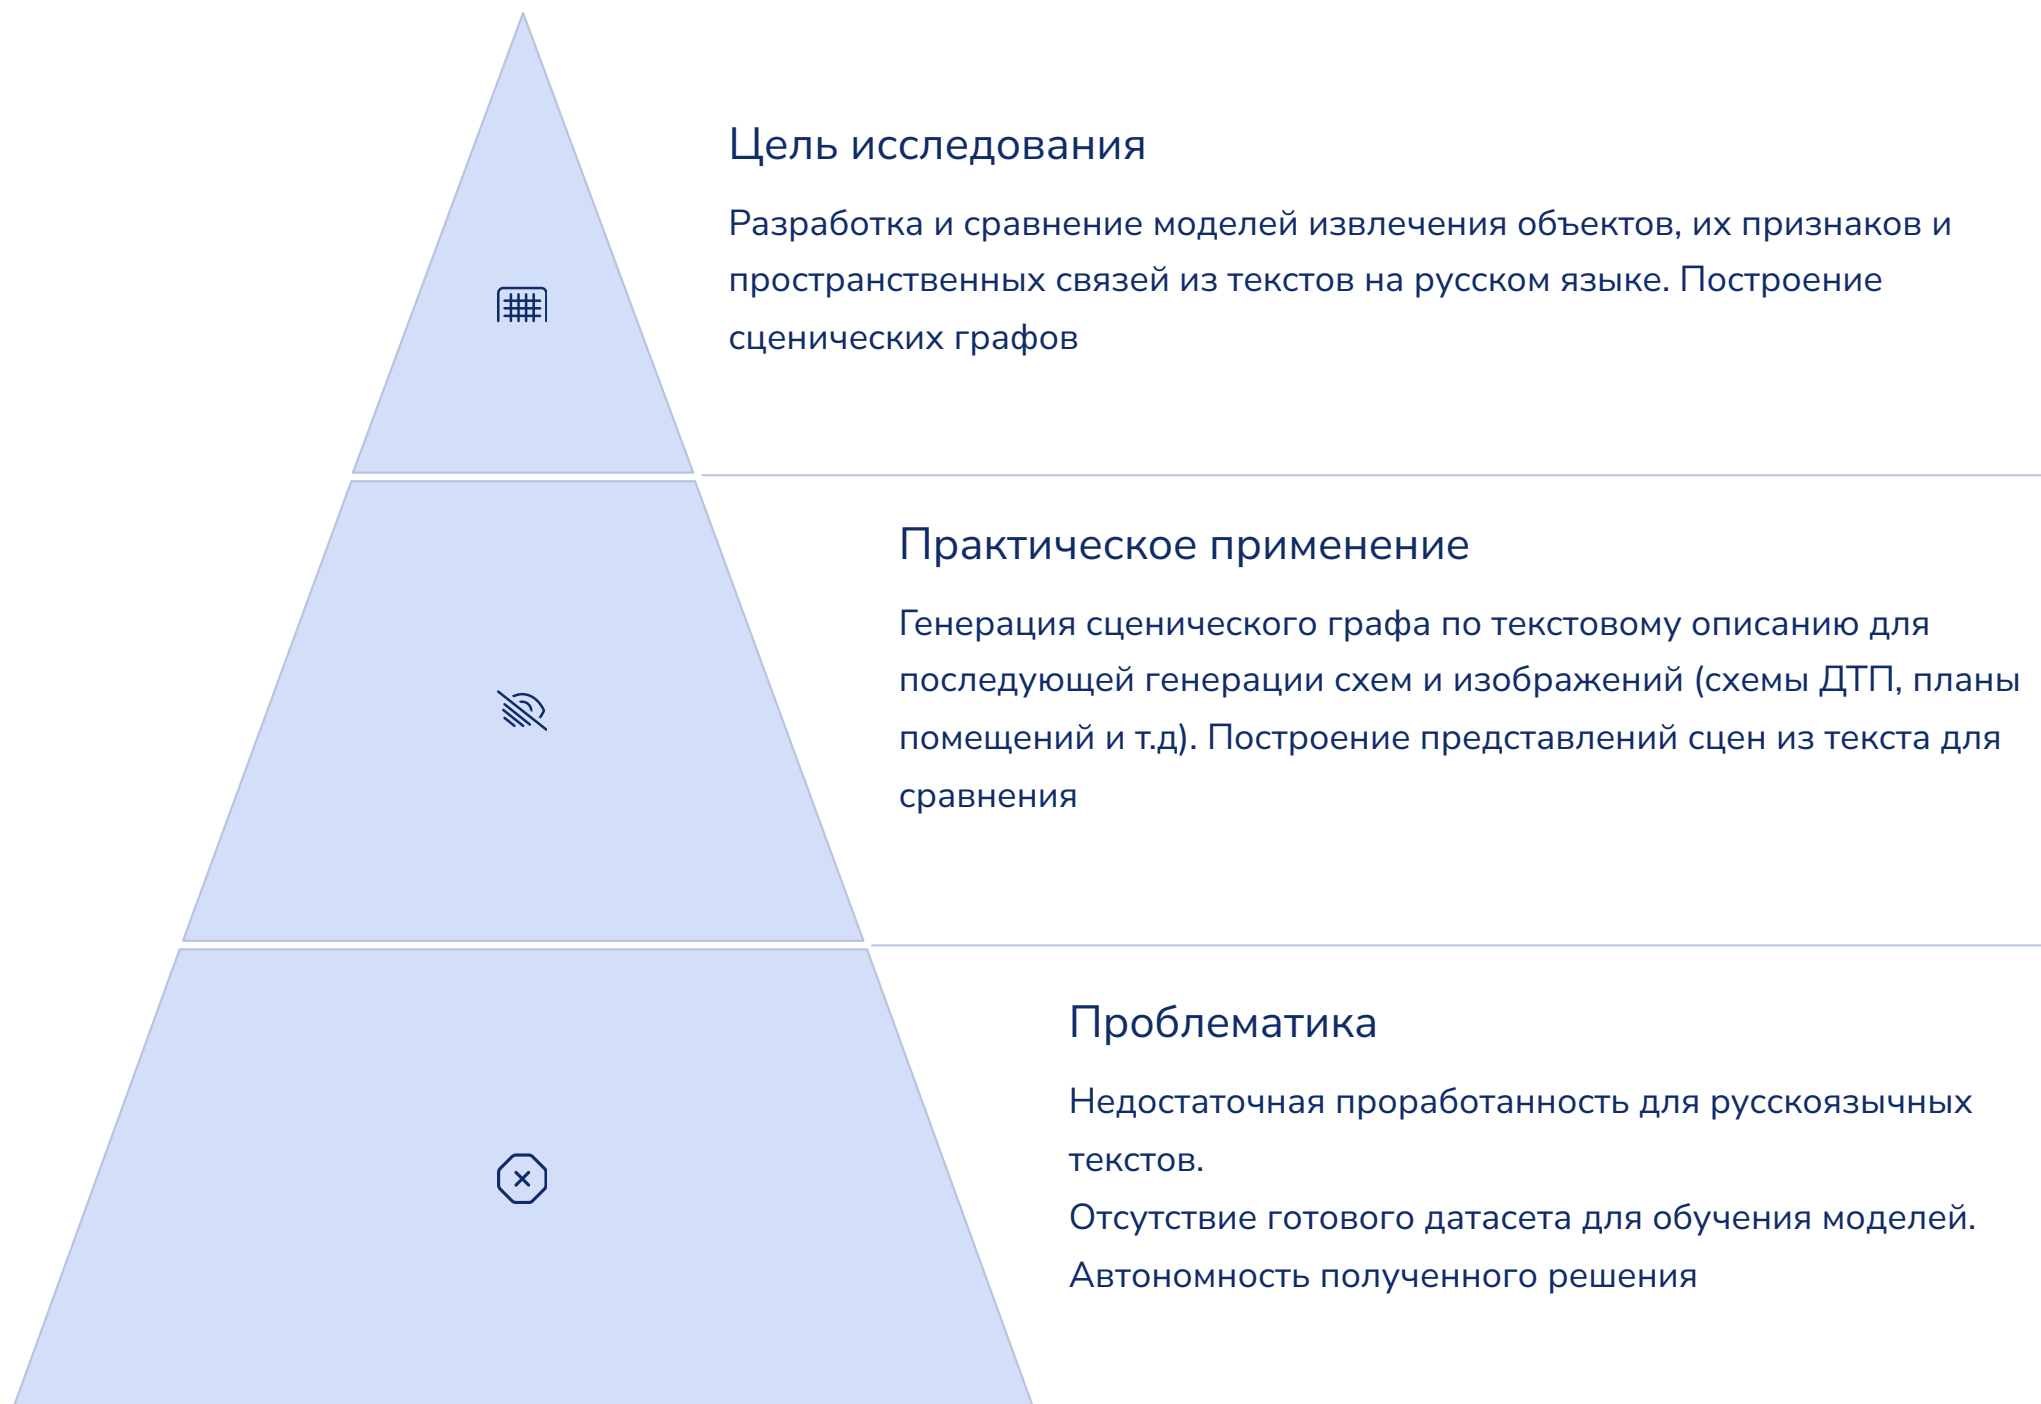 Цель исследования
Разработка и сравнение моделей извлечения объектов, их признаков и
пространственных связей из текстов на русском языке. Построение
сценических графов
Практическое применение
Генерация сценического графа по текстовому описанию для
последующей генерации схем и изображений (схемы ДТП, планы
помещений и т.д). Построение представлений сцен из текста для
сравнения
Проблематика
Недостаточная проработанность для русскоязычных
текстов.
Отсутствие готового датасета для обучения моделей.
Автономность полученного решения